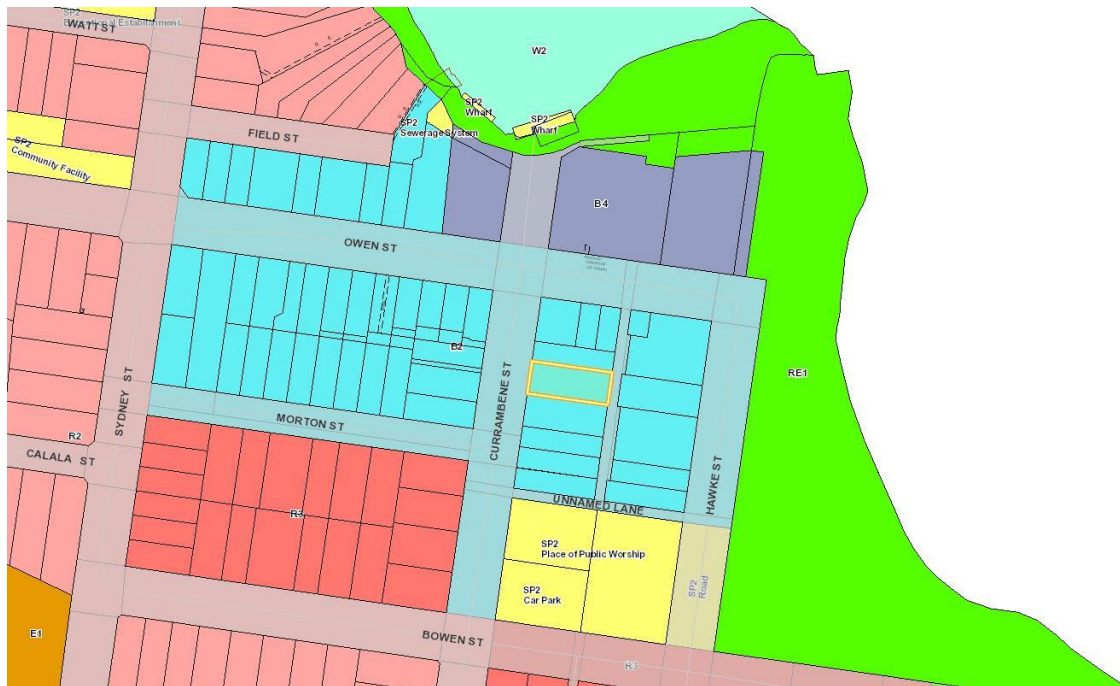 SP2
Educational Establishment
WATT ST
W2
SP2
Wharf
SP2
Wharf
SP2
Sewerage System
FIELD ST
SP2
Community Facility
B4
OWEN ST
B2
RE1
SYDNEY ST
CURRAMBENE ST
MORTON ST
R2
CALALA ST
HAWKE ST
UNNAMED LANE
R3
SP2
Place of Public Worship
SP2
Car Park
SP2
Road
E1
BOWEN ST
R3